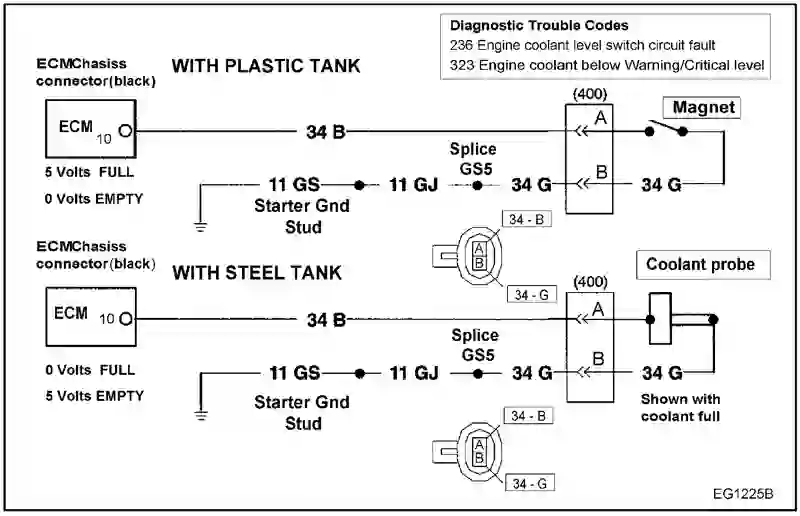 Diagnostic Trouble Codes
236 Engine coolant level switch circuit fault
323 Engine coolant below Warning/Critical level
ECMChasiss
connector(black)
WITH PLASTIC TANK
(400)
Magnet
ECM
10
34 B
A
5 Volts FULL
0 Volts EMPTY
Splice
GS5
11 GS
11 GJ
34 G
B
34 G
Starter Gnd
Stud
34 - B
A
B
34 - G
ECMChasiss
connector(black)
WITH STEEL TANK
(400)
Coolant probe
ECM
10
34 B
A
0 Volts FULL
5 Volts EMPTY
Splice
GS5
11 GS
11 GJ
34 G
B
34 G
Starter Gnd
Stud
Shown with
coolant full
34 - B
A
B
34 - G
EG1225B